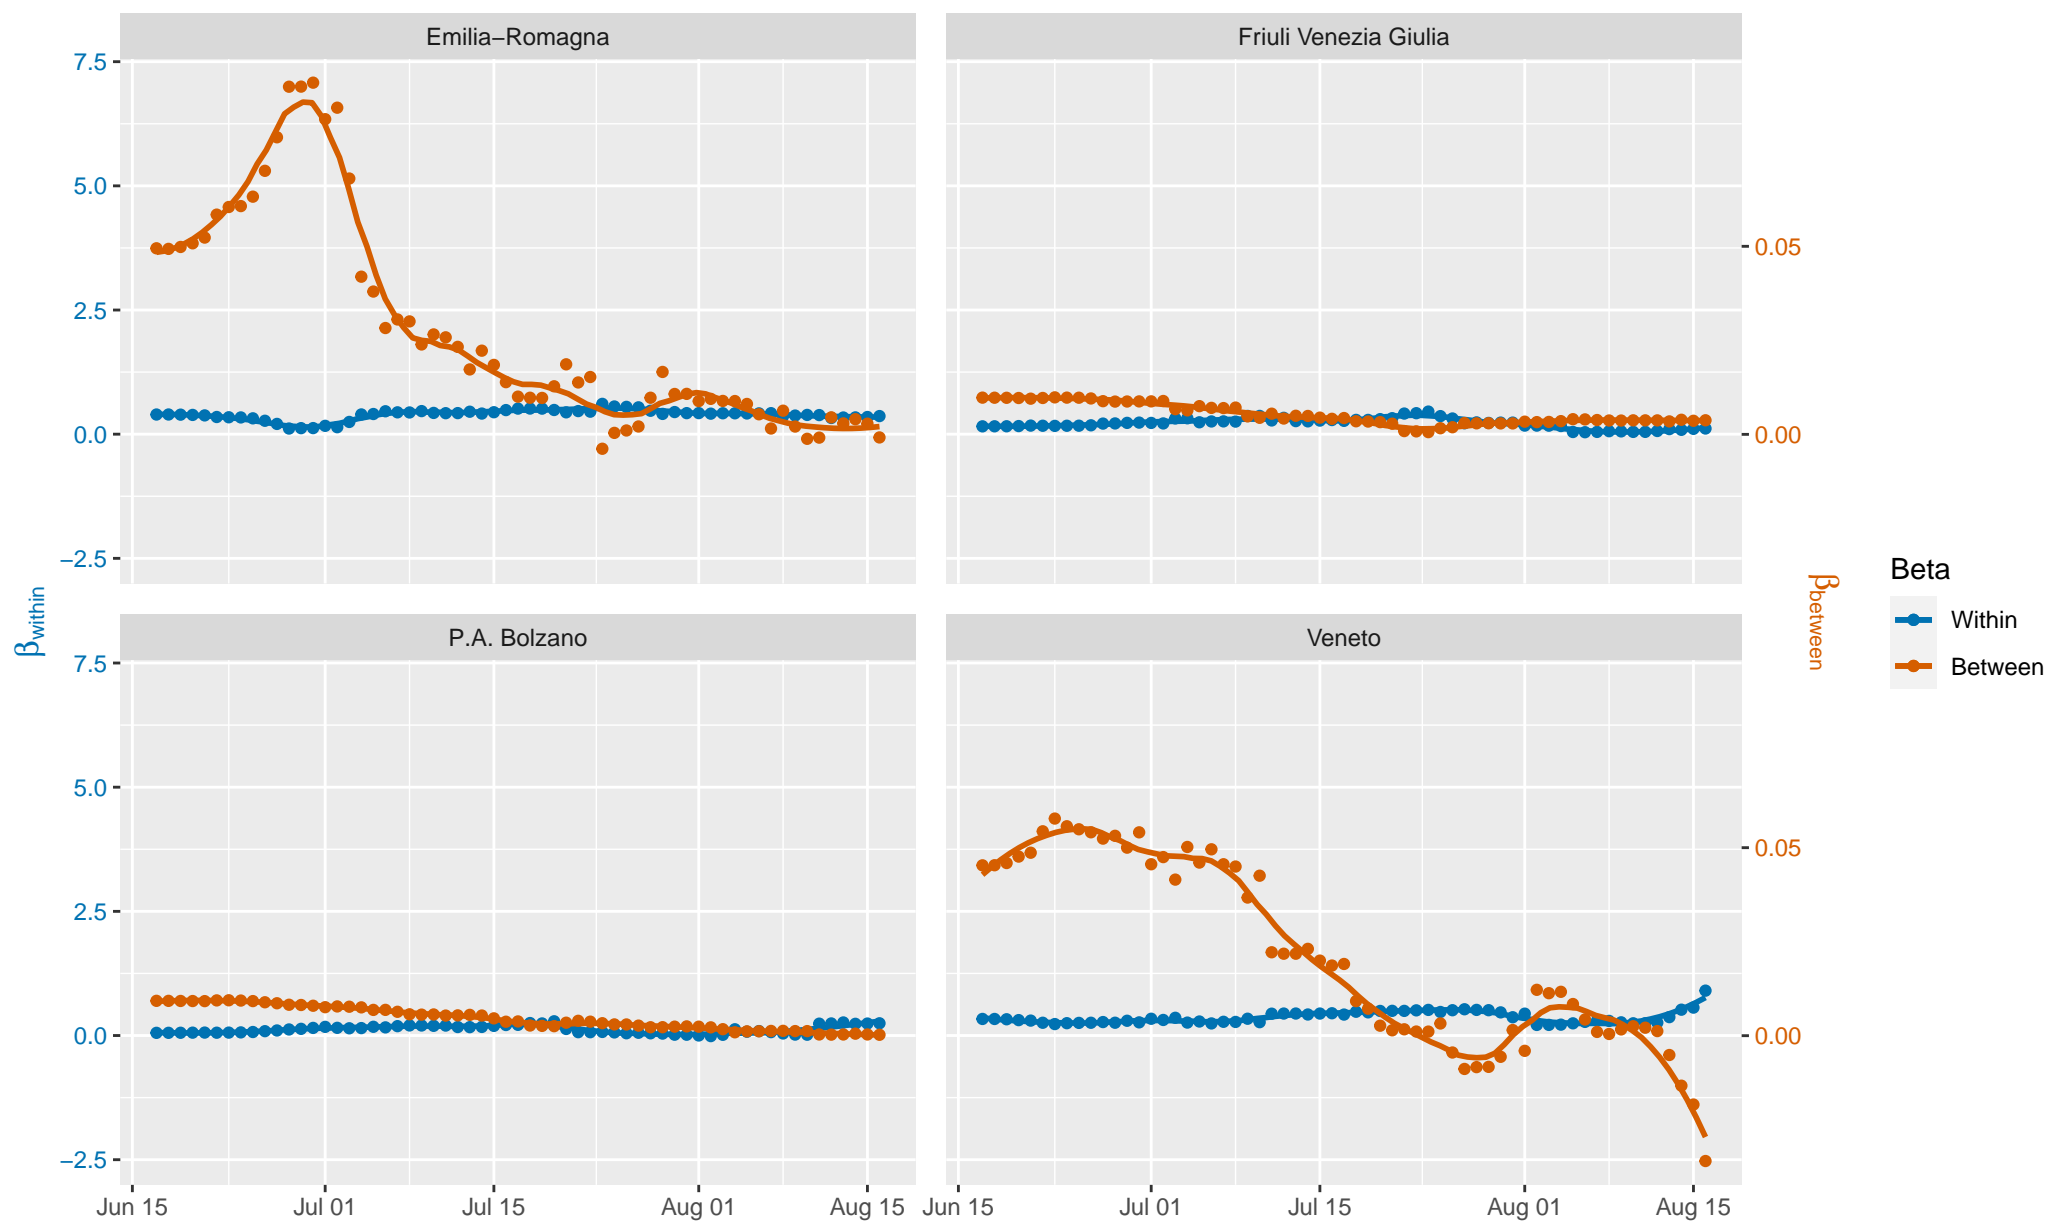 Emilia−Romagna
Friuli Venezia Giulia
7.5
5.0
2.5
0.0
−2.5
0.05
0.00
P.A. Bolzano
Veneto
7.5
5.0
2.5
0.0
−2.5
0.05
0.00
Jun 15
Jul 01
Jul 15
Aug 01
Aug 15
Jun 15
Jul 01
Jul 15
Aug 01
Aug 15
βwithin
βbetween
Beta
Within
Between